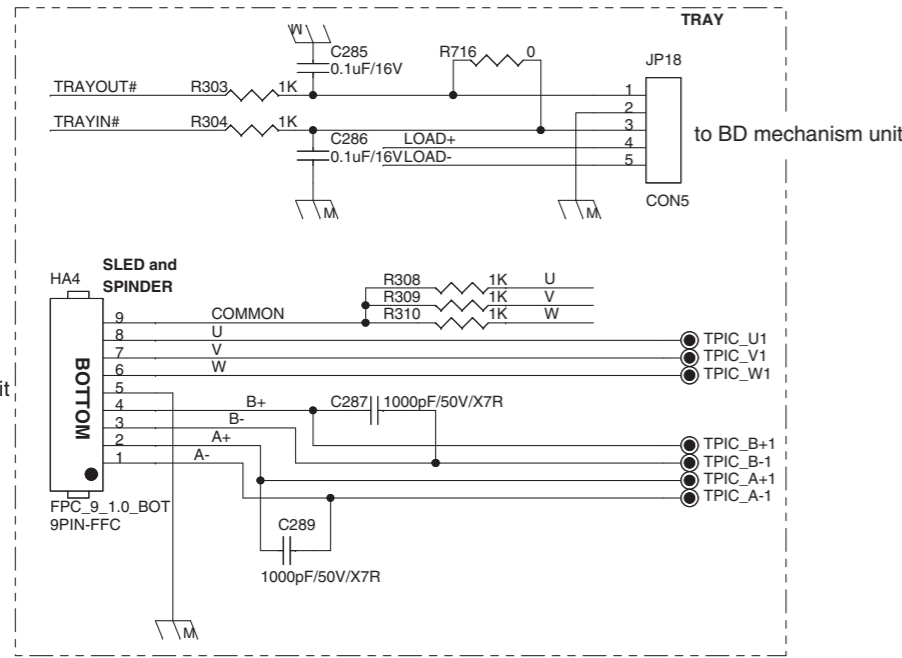 TRAY
M
C285
0.1uF/16V
R716 0
JP18
TRAYOUT# R303 1K
1
2
TRAYIN# R304 1K
3
to BD mechanism unit
C286
0.1uF/16V
LOAD+
4
LOAD-
5
M
M
CON5
SLED and
SPINDER
HA4
R308 1K U
R309 1K V
R310 1K W
9 COMMON
8 U
TPIC_U1
7 V
TPIC_V1
6 W
TPIC_W1
it
BOTTOM
5
4 B+
C287 1000pF/50V/X7R
3 B-
2 A+
1 A-
TPIC_B+1
TPIC_B-1
TPIC_A+1
TPIC_A-1
FPC_9_1.0_BOT
9PIN-FFC
C289
1000pF/50V/X7R
M